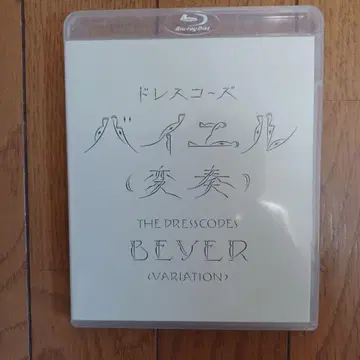 Blu-ray Disc
ドレスコーズ
バイエル
(変奏)
THE DRESSCODES
BEYER
(VARIATION)